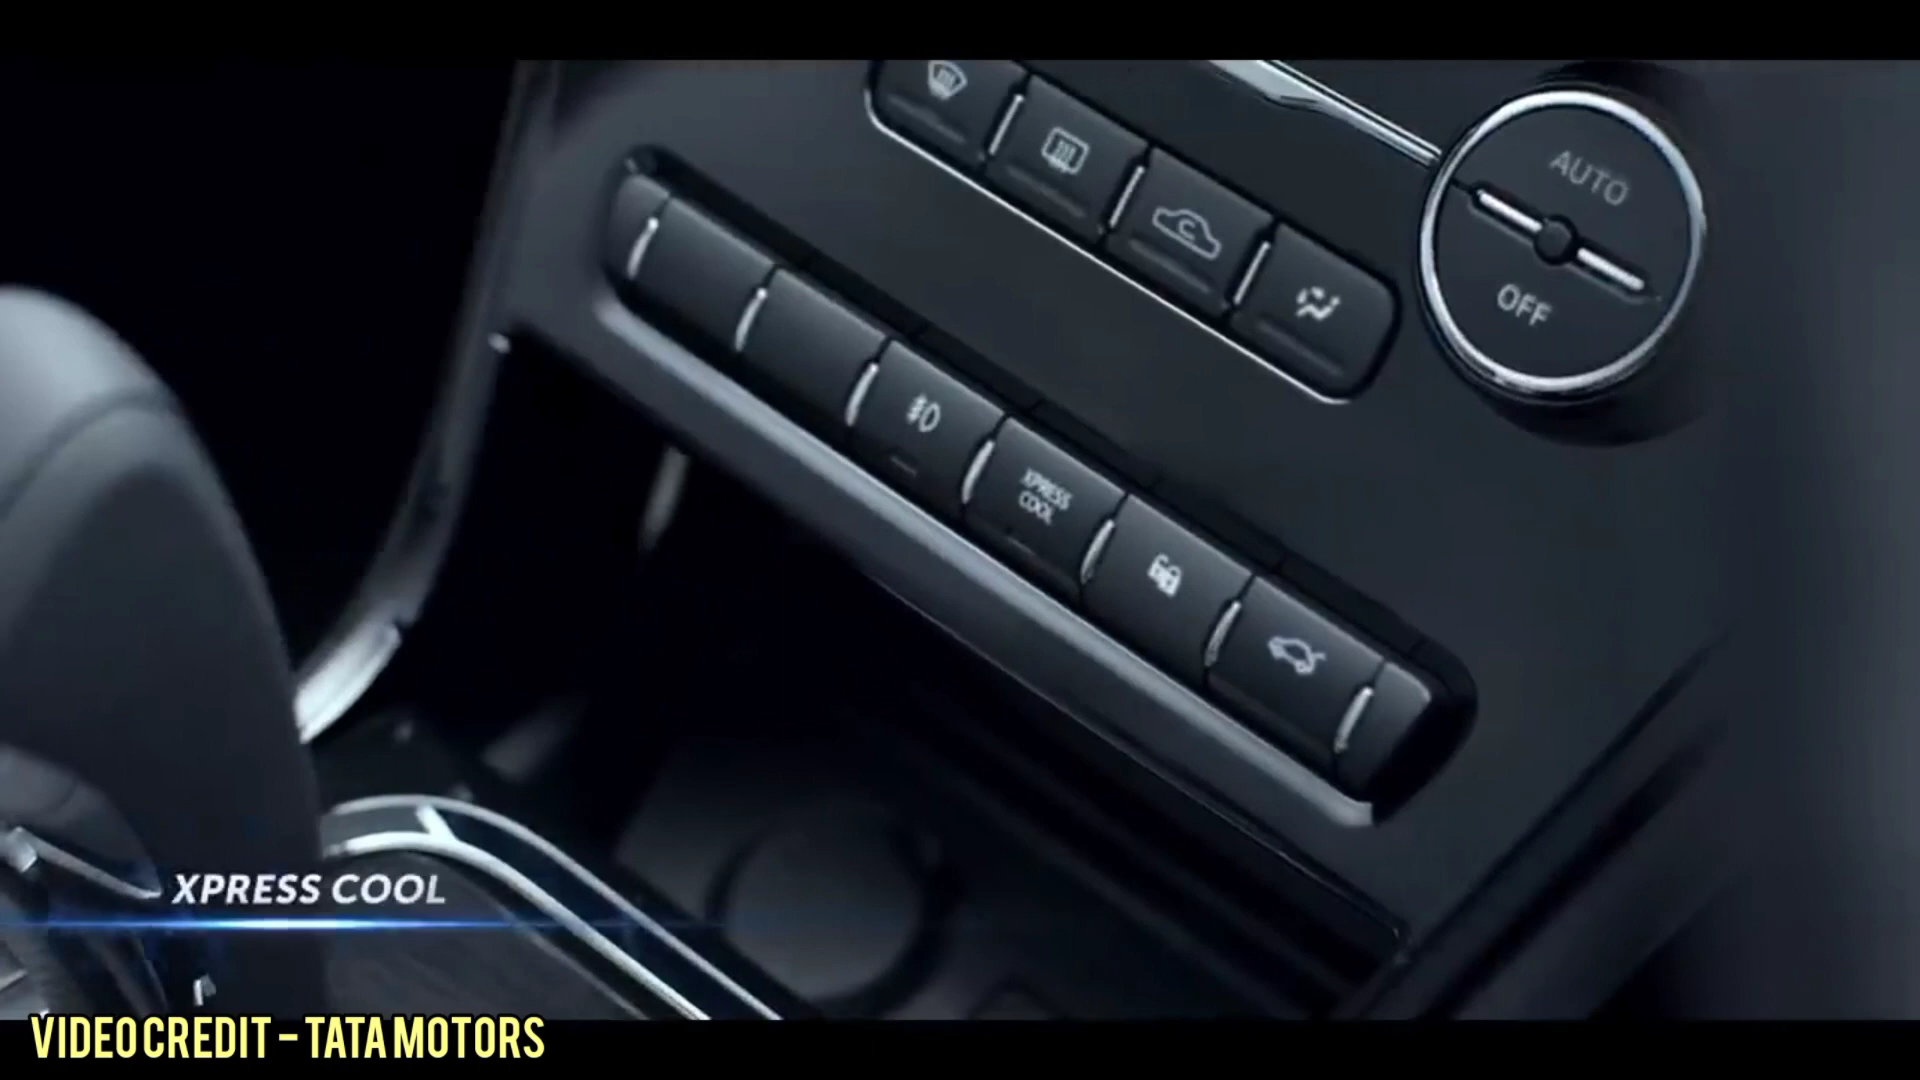 AUTO
OFF
C
XPRESS
COOL
XPRESS COOL
VIDEO CREDIT - TATA MOTORS